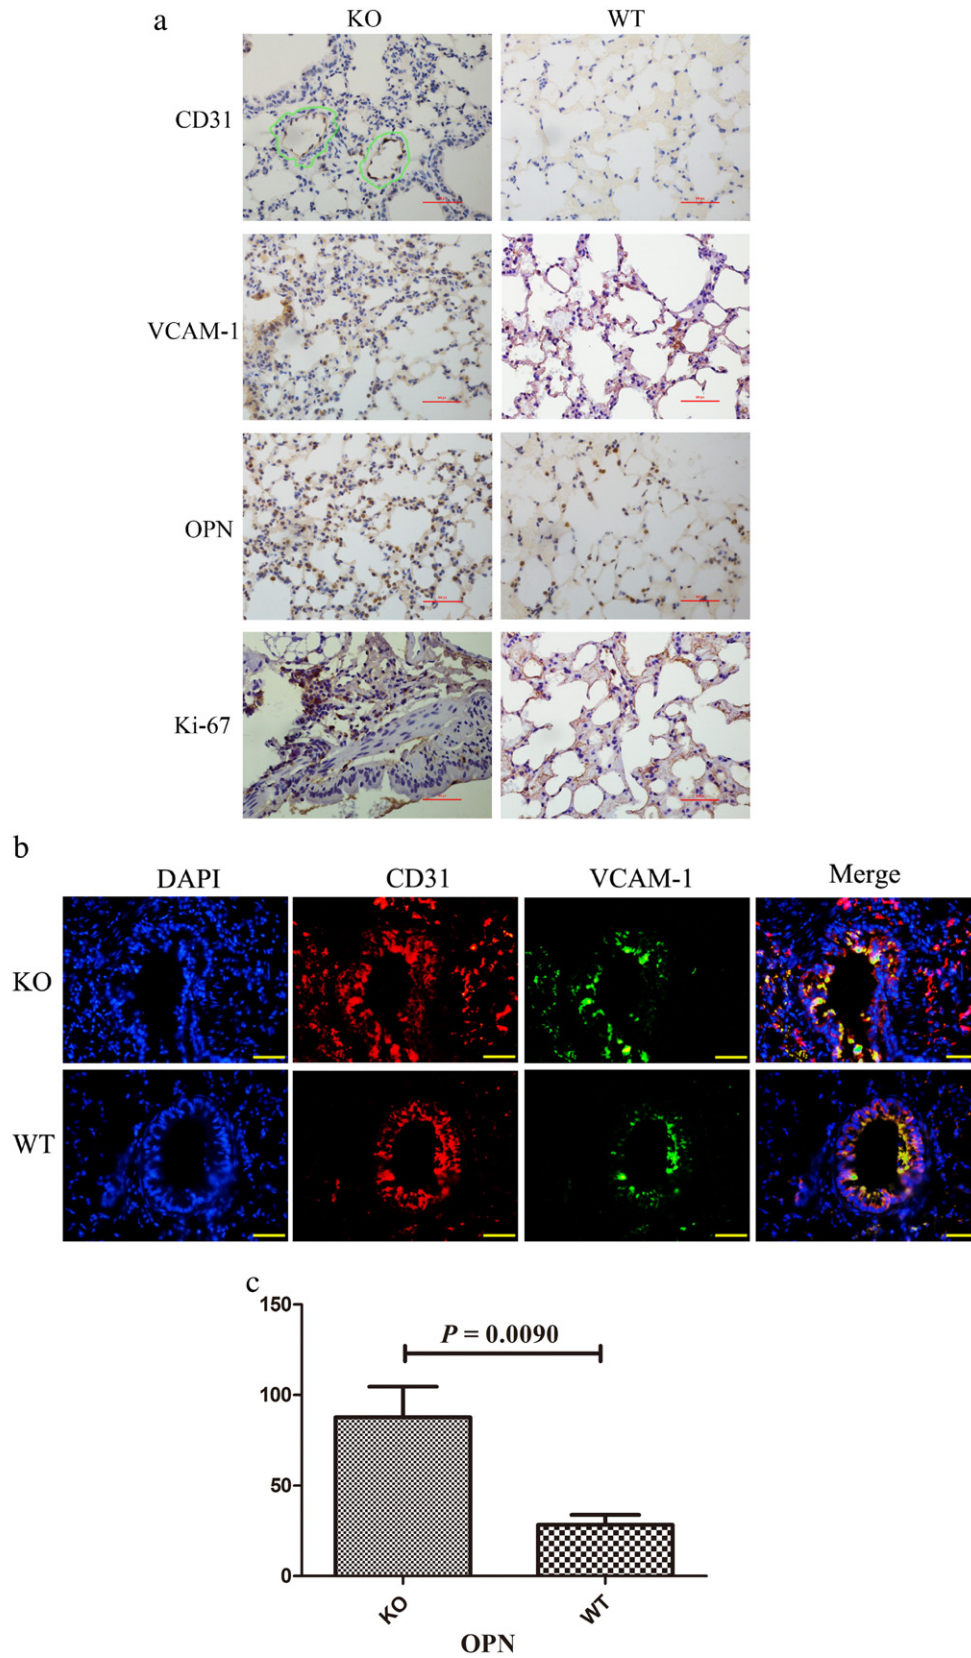 a
KO WT
CD31
VCAM-1
OPN
Ki-67
b
DAPI CD31 VCAM-1 Merge
KO
WT
c
150
P = 0.0090
100
50
0
KO WT
OPN